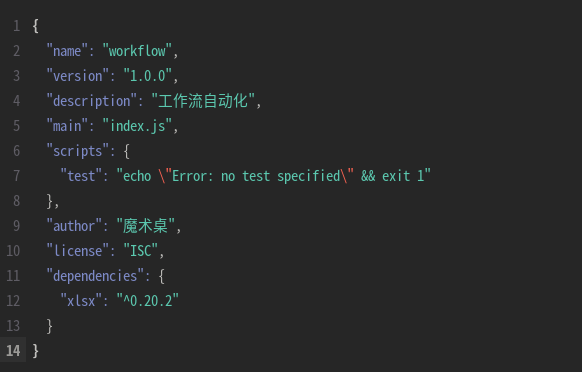 1 {
2   "name": "workflow",
3   "version": "1.0.0",
4   "description": "工作流自动化",
5   "main": "index.js",
6   "scripts": {
7     "test": "echo \"Error: no test specified\" && exit 1"
8   },
9   "author": "魔术桌",
10   "license": "ISC",
11   "dependencies": {
12     "xlsx": "^0.20.2"
13   }
14 }